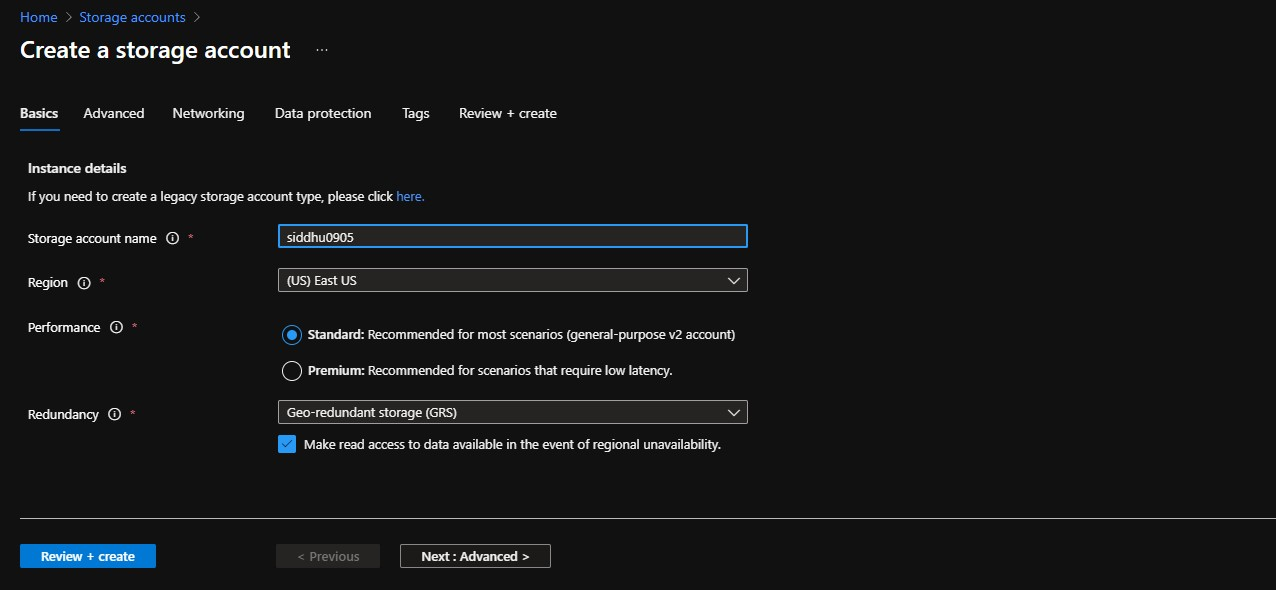 Home > Storage accounts >
Create a storage account ...
Basics Advanced Networking Data protection Tags Review + create
Instance details
If you need to create a legacy storage account type, please click here.
Storage account name * siddhu0905
Region * (US) East US
Performance * Standard: Recommended for most scenarios (general-purpose v2 account)
Premium: Recommended for scenarios that require low latency.
Redundancy * Geo-redundant storage (GRS)
Make read access to data available in the event of regional unavailability.
Review + create < Previous Next : Advanced >